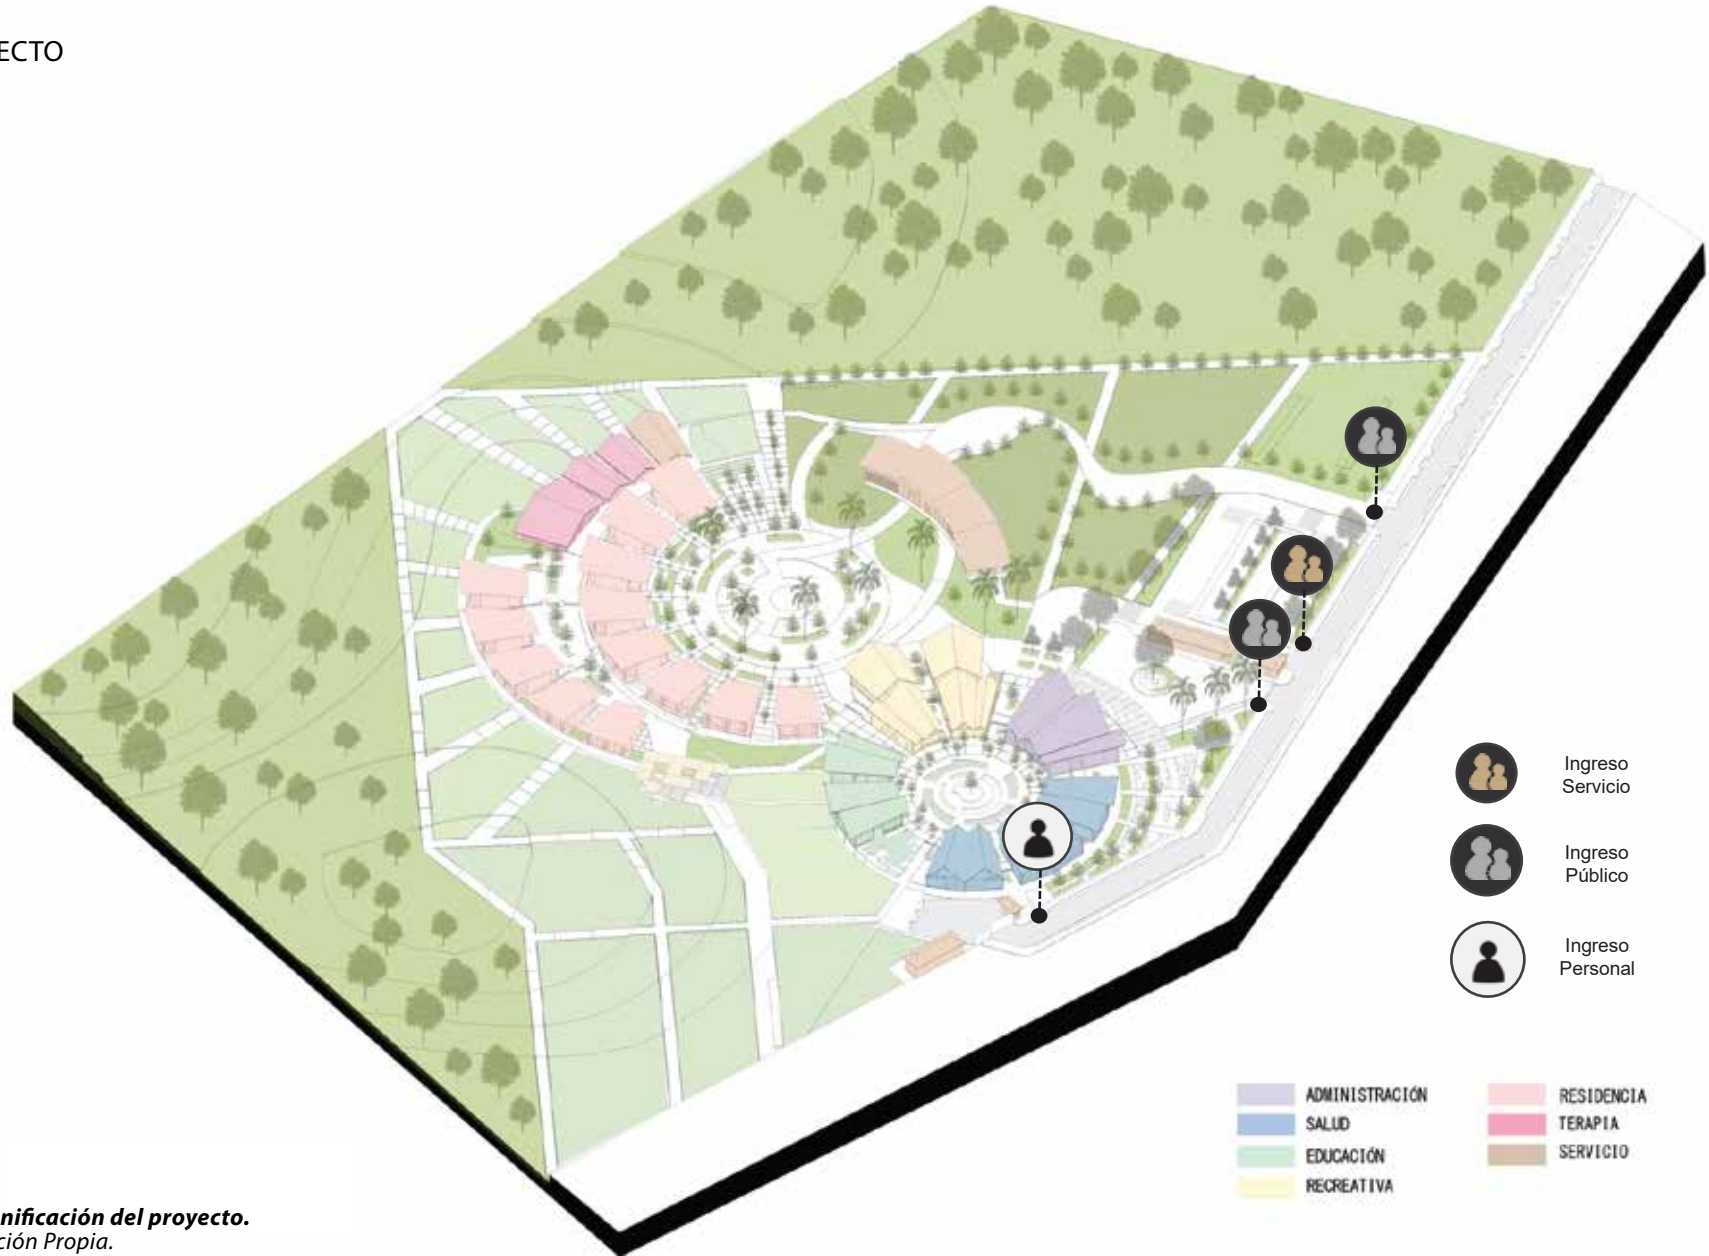 ECTO
Ingreso
Servicio
Ingreso
Público
Ingreso
Personal
ADMINISTRACIÓN
SALUD
EDUCACIÓN
RECREATIVA
RESIDENCIA
TERAPIA
SERVICIO
nificación del proyecto.
ción Propia.